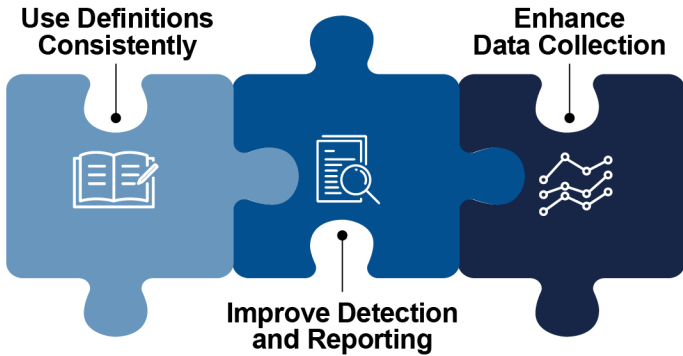 Use Definitions
Consistently
Enhance
Data Collection
Improve Detection
and Reporting